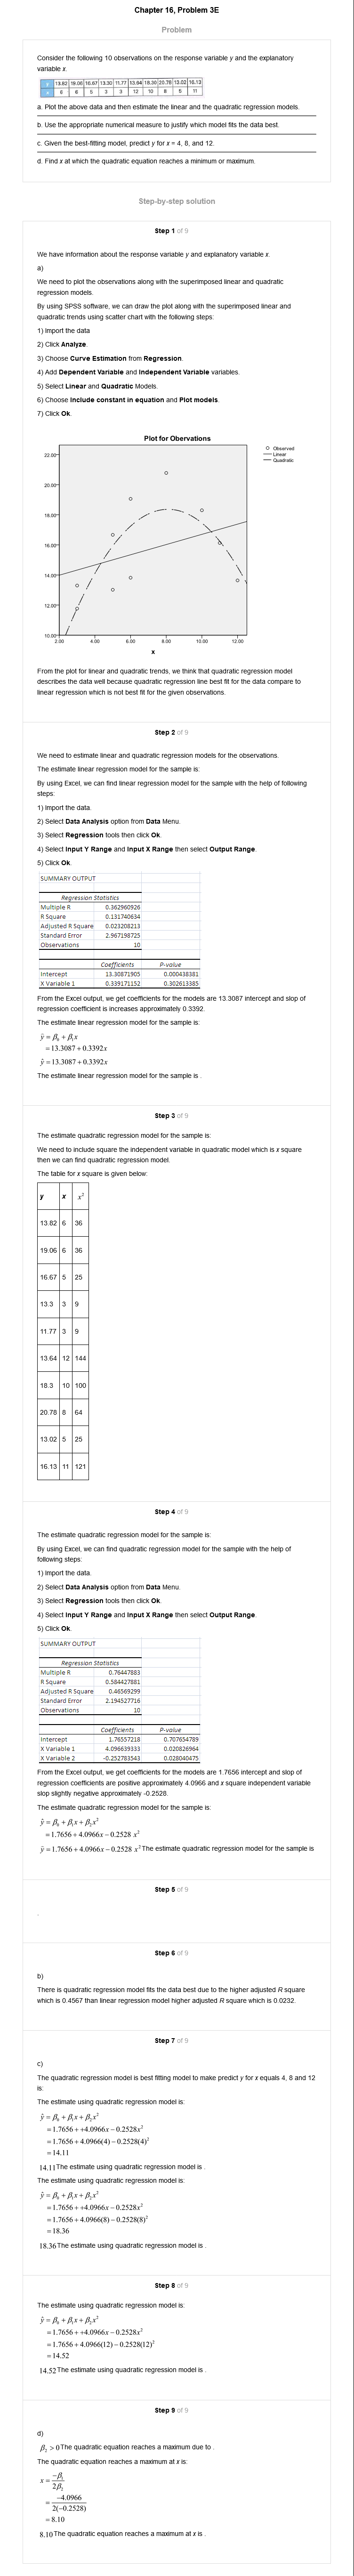 Chapter 16, Problem 3E
Problem
Consider the following 10 observations on the response variable y and the explanatory
variable x.
y 13.82 19.06 16.67 13.30 11.77 13.64 18.30 20.78 13.02 16.13
x 6 6 5 3 3 12 10 8 5 11
a. Plot the above data and then estimate the linear and the quadratic regression models.
b. Use the appropriate numerical measure to justify which model fits the data best.
c. Given the best-fitting model, predict y for x = 4, 8, and 12.
d. Find x at which the quadratic equation reaches a minimum or maximum.
Step-by-step solution
Step 1 of 9
We have information about the response variable y and explanatory variable x.
a)
We need to plot the observations along with the superimposed linear and quadratic
regression models.
By using SPSS software, we can draw the plot along with the superimposed linear and
quadratic trends using scatter chart with the following steps:
1) Import the data
2) Click Analyze.
3) Choose Curve Estimation from Regression.
4) Add Dependent Variable and Independent Variable variables.
5) Select Linear and Quadratic Models.
6) Choose Include constant in equation and Plot models.
7) Click Ok.
Plot for Obervations
22.00
20.00
18.00
16.00
14.00
12.00
10.00
2.00 4.00 6.00 8.00 10.00 12.00
x
Observed
Linear
Quadratic
From the plot for linear and quadratic trends, we think that quadratic regression model
describes the data well because quadratic regression line best fit for the data compare to
linear regression which is not best fit for the given observations.
Step 2 of 9
We need to estimate linear and quadratic regression models for the observations.
The estimate linear regression model for the sample is:
By using Excel, we can find linear regression model for the sample with the help of following
steps:
1) Import the data.
2) Select Data Analysis option from Data Menu.
3) Select Regression tools then click Ok.
4) Select Input Y Range and Input X Range then select Output Range.
5) Click Ok.
SUMMARY OUTPUT
Regression Statistics
Multiple R 0.362960926
R Square 0.131740634
Adjusted R Square 0.023208213
Standard Error 2.967198725
Observations 10
Coefficients P-value
Intercept 13.30871905 0.000438381
X Variable 1 0.339171152 0.302613385
From the Excel output, we get coefficients for the models are 13.3087 intercept and slop of
regression coefficient is increases approximately 0.3392.
The estimate linear regression model for the sample is:
ŷ = β₀ + β₁x
= 13.3087 + 0.3392x
ŷ = 13.3087 + 0.3392x
The estimate linear regression model for the sample is .
Step 3 of 9
The estimate quadratic regression model for the sample is:
We need to include square the independent variable in quadratic model which is x square
then we can find quadratic regression model.
The table for x square is given below:
y x x²
13.82 6 36
19.06 6 36
16.67 5 25
13.3 3 9
11.77 3 9
13.64 12 144
18.3 10 100
20.78 8 64
13.02 5 25
16.13 11 121
Step 4 of 9
The estimate quadratic regression model for the sample is:
By using Excel, we can find quadratic regression model for the sample with the help of
following steps:
1) Import the data.
2) Select Data Analysis option from Data Menu.
3) Select Regression tools then click Ok.
4) Select Input Y Range and Input X Range then select Output Range.
5) Click Ok.
SUMMARY OUTPUT
Regression Statistics
Multiple R 0.76447883
R Square 0.584427881
Adjusted R Square 0.46569299
Standard Error 2.194527716
Observations 10
Coefficients P-value
Intercept 1.76557218 0.707654789
X Variable 1 4.096639333 0.020826964
X Variable 2 -0.252783543 0.028040475
From the Excel output, we get coefficients for the models are 1.7656 intercept and slop of
regression coefficients are positive approximately 4.0966 and x square independent variable
slop slightly negative approximately -0.2528.
The estimate quadratic regression model for the sample is:
ŷ = β₀ + β₁x + β₂x²
= 1.7656 + 4.0966x − 0.2528 x²
ŷ = 1.7656 + 4.0966x − 0.2528 x² The estimate quadratic regression model for the sample is
Step 5 of 9
.
Step 6 of 9
b)
There is quadratic regression model fits the data best due to the higher adjusted R square
which is 0.4567 than linear regression model higher adjusted R square which is 0.0232.
Step 7 of 9
c)
The quadratic regression model is best fitting model to make predict y for x equals 4, 8 and 12
is:
The estimate using quadratic regression model is:
ŷ = β₀ + β₁x + β₂x²
= 1.7656 + +4.0966x − 0.2528x²
= 1.7656 + 4.0966(4) − 0.2528(4)²
= 14.11
14.11 The estimate using quadratic regression model is .
The estimate using quadratic regression model is:
ŷ = β₀ + β₁x + β₂x²
= 1.7656 + +4.0966x − 0.2528x²
= 1.7656 + 4.0966(8) − 0.2528(8)²
= 18.36
18.36 The estimate using quadratic regression model is .
Step 8 of 9
The estimate using quadratic regression model is:
ŷ = β₀ + β₁x + β₂x²
= 1.7656 + +4.0966x − 0.2528x²
= 1.7656 + 4.0966(12) − 0.2528(12)²
= 14.52
14.52 The estimate using quadratic regression model is .
Step 9 of 9
d)
β₂ > 0 The quadratic equation reaches a maximum due to .
The quadratic equation reaches a maximum at x is:
x = −β₁ / 2β₂
= −4.0966 / 2(−0.2528)
= 8.10
8.10 The quadratic equation reaches a maximum at x is .